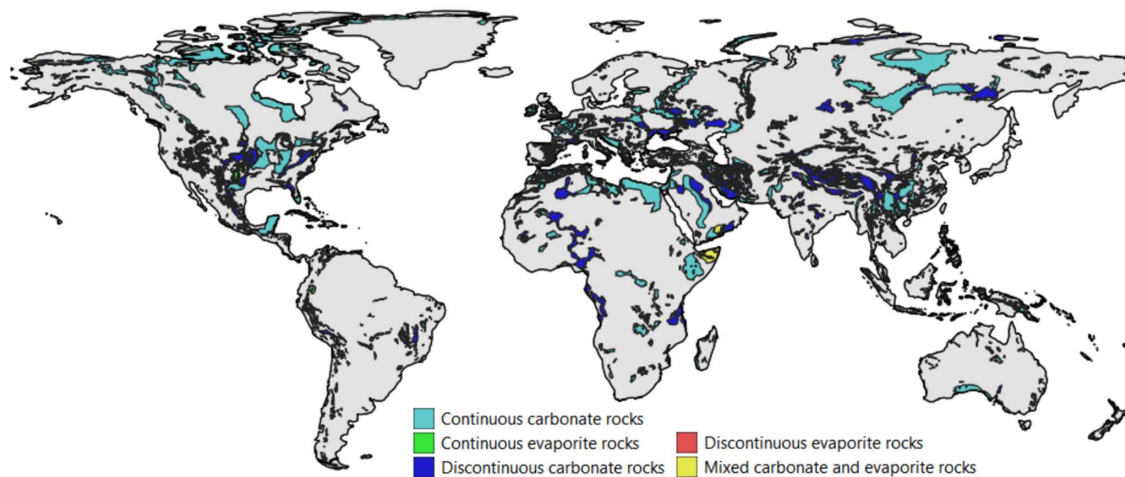 Continuous carbonate rocks
Continuous evaporite rocks
Discontinuous evaporite rocks
Discontinuous carbonate rocks
Mixed carbonate and evaporite rocks